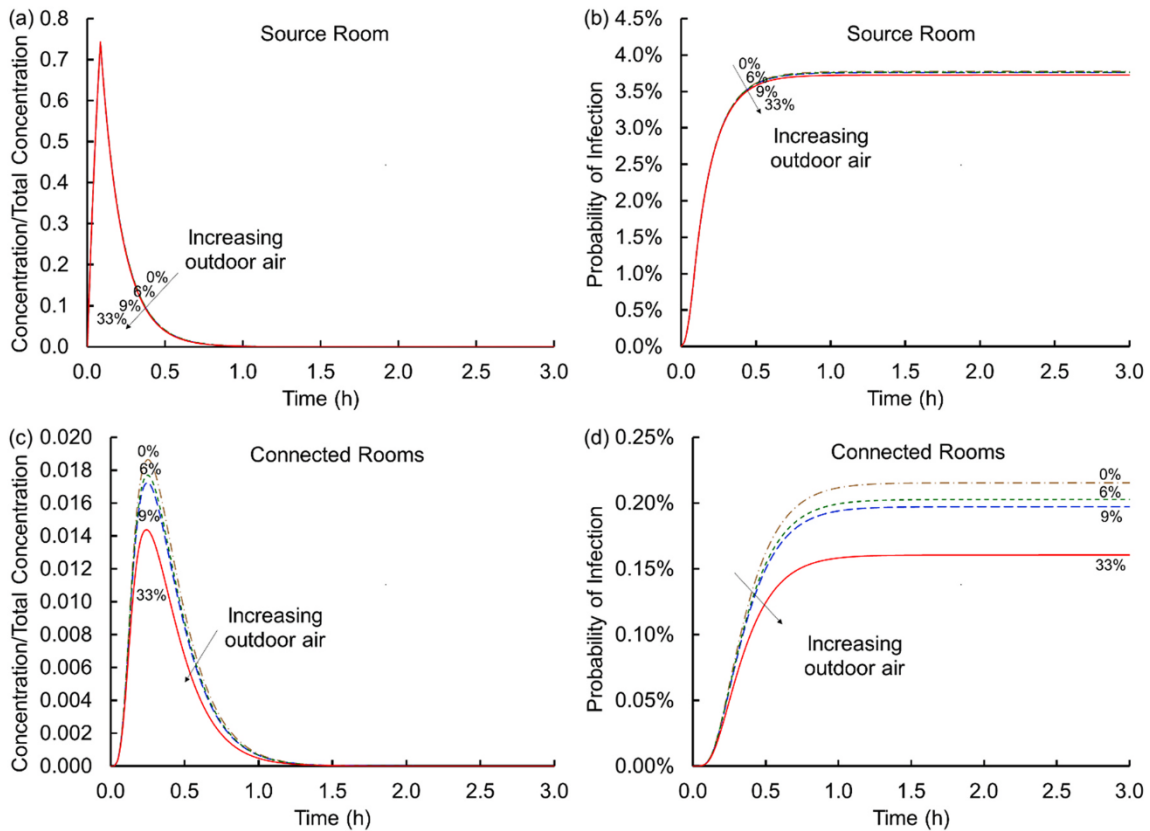 (a)
Source Room
Concentration/Total Concentration
0.8
0.7
0.6
0.5
0.4
0.3
0.2
0.1
0.0
Increasing
outdoor air
0%
6%
9%
33%
0.0 0.5 1.0 1.5 2.0 2.5 3.0
Time (h)
(b)
Source Room
Probability of Infection
4.5%
4.0%
3.5%
3.0%
2.5%
2.0%
1.5%
1.0%
0.5%
0.0%
0%
6%
9%
33%
Increasing
outdoor air
0.0 0.5 1.0 1.5 2.0 2.5 3.0
Time (h)
(c)
Connected Rooms
Concentration/Total Concentration
0.020
0.018
0.016
0.014
0.012
0.010
0.008
0.006
0.004
0.002
0.000
0%
6%
9%
33%
Increasing
outdoor air
0.0 0.5 1.0 1.5 2.0 2.5 3.0
Time (h)
(d)
Connected Rooms
Probability of Infection
0.25%
0.20%
0.15%
0.10%
0.05%
0.00%
0%
6%
9%
33%
Increasing
outdoor air
0.0 0.5 1.0 1.5 2.0 2.5 3.0
Time (h)